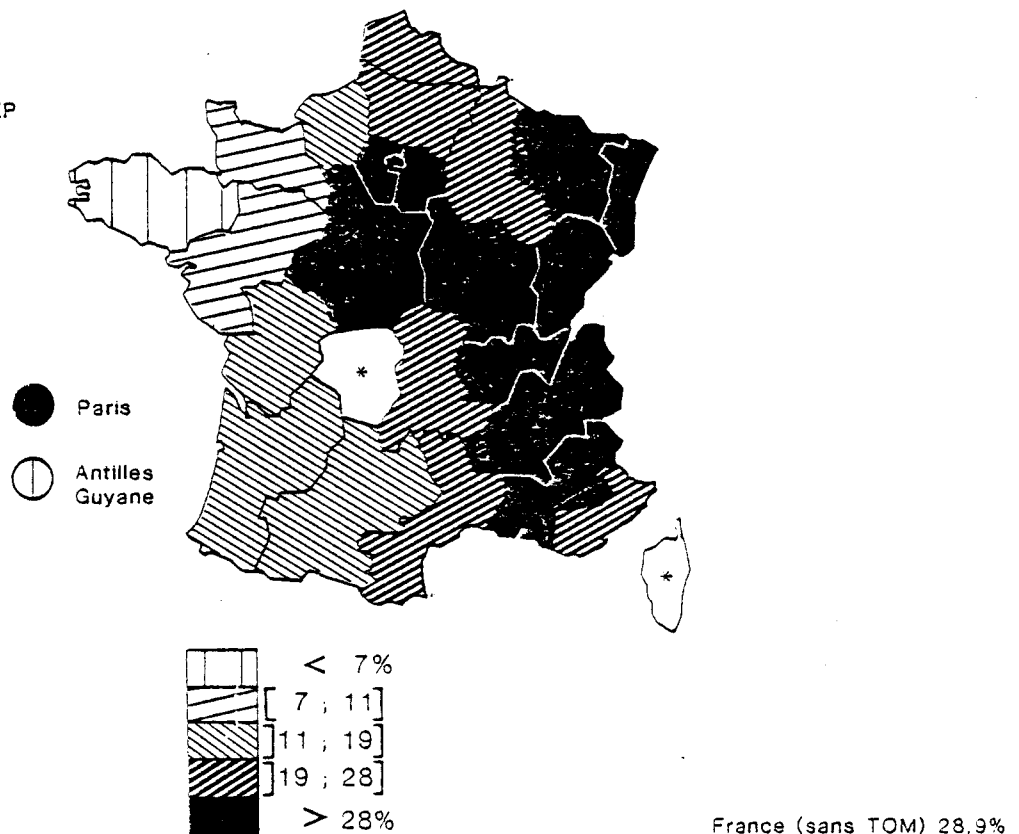 Paris
Antilles
Guyane
*
*
< 7%
[ 7 ; 11]
]11 ; 19]
]19 ; 28]
> 28%
France (sans TOM) 28.9%